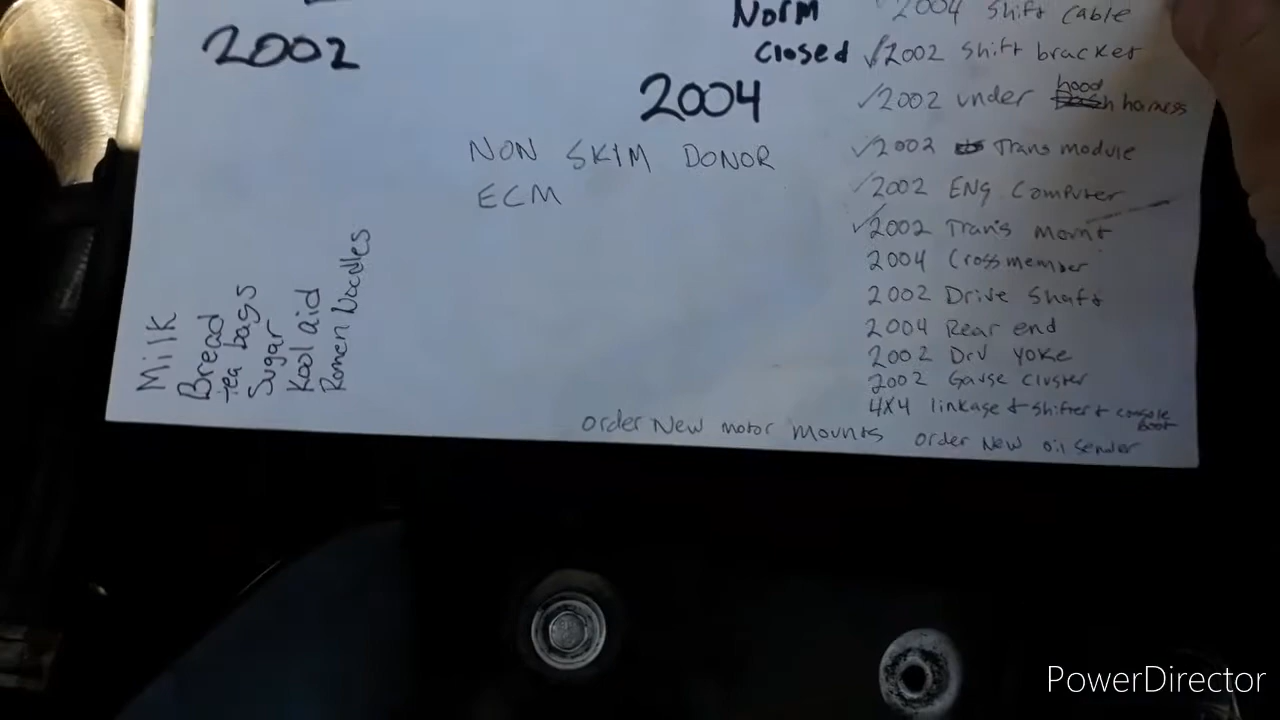 2002
Norm
Closed
2004
NON SKIM DONOR
ECM
✓ 2004 Shift Cable
✓2002 Shift bracket
✓2002 under hood harness
✓2002 Trans module
✓2002 ENG Computer
✓2002 Trans mount
2004 Crossmember
2002 Drive Shaft
2004 Rear end
2002 Drv yoke
2002 Gauge cluster
4X4 linkage + shifter + console boot
order New motor mounts order New oil sender
Milk
Bread
tea bags
Sugar
Kool aid
Romen Noodles
PowerDirector